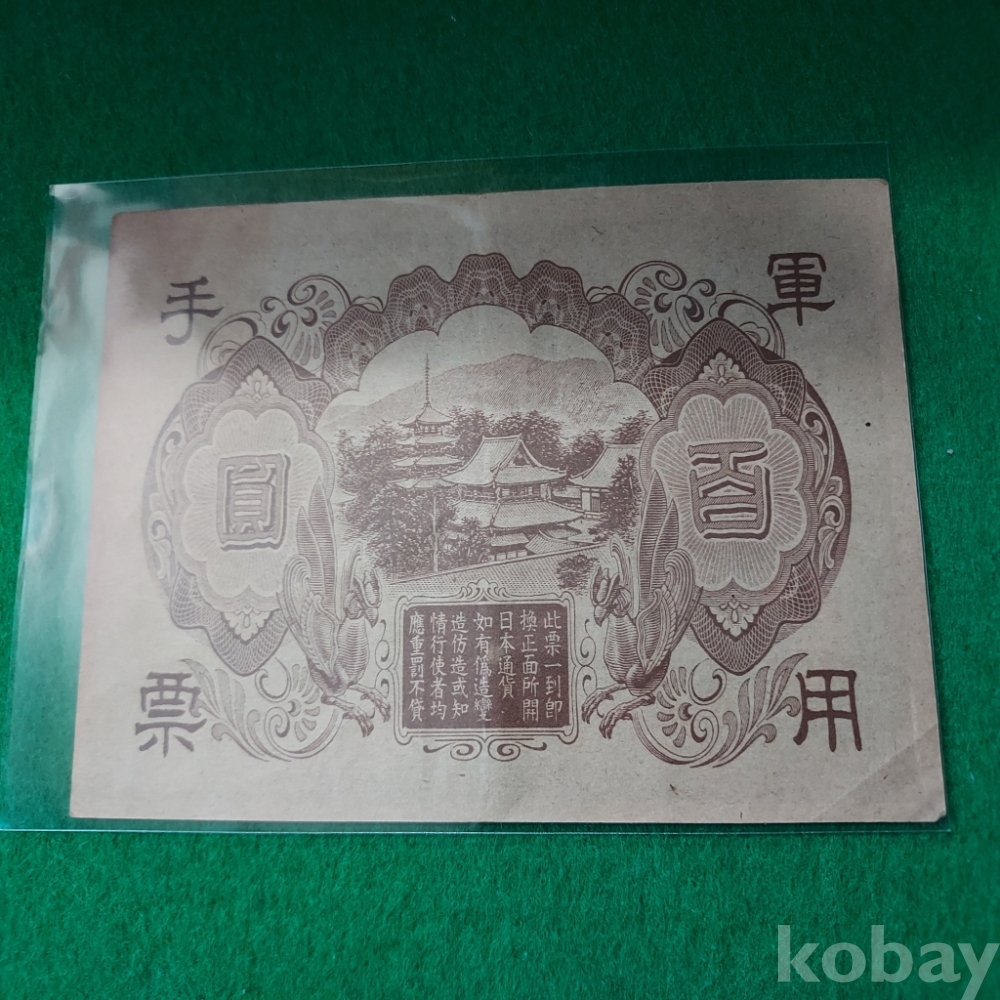 軍用
手票
百
圓
此票一到即
換正面所開
日本通貨
如有僞造變
造仿造或知
情行使者均
應重罰不貸
kobay